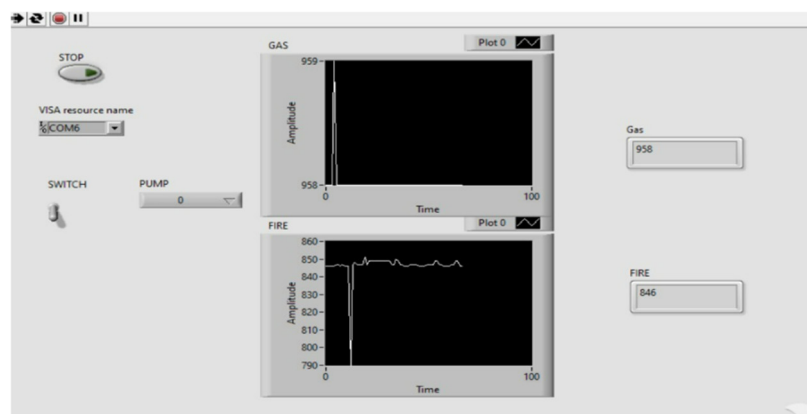 STOP
VISA resource name
COM6
SWITCH
PUMP
0
GAS
Plot 0
959
958
Amplitude
0
100
Time
FIRE
Plot 0
860
850
840
830
820
810
800
790
Amplitude
0
100
Time
Gas
958
FIRE
846